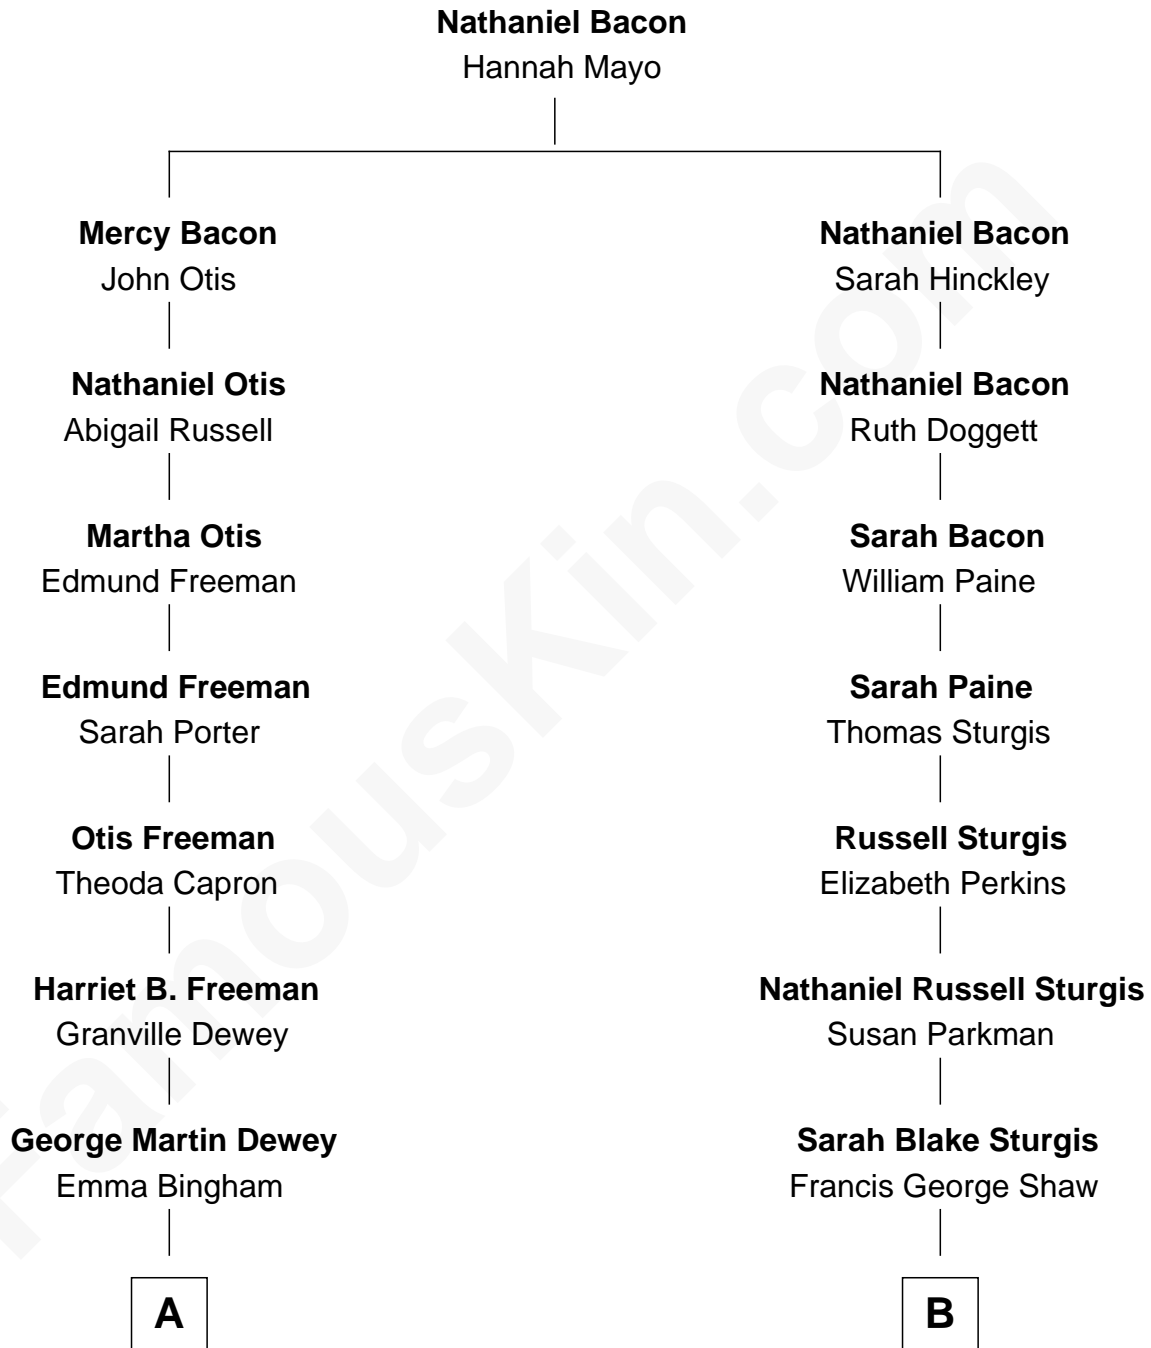 Nathaniel Bacon
Hannah Mayo
Mercy Bacon
John Otis
Nathaniel Bacon
Sarah Hinckley
Nathaniel Otis
Abigail Russell
Nathaniel Bacon
Ruth Doggett
Martha Otis
Edmund Freeman
Sarah Bacon
William Paine
Edmund Freeman
Sarah Porter
Sarah Paine
Thomas Sturgis
Otis Freeman
Theoda Capron
Russell Sturgis
Elizabeth Perkins
Harriet B. Freeman
Granville Dewey
Nathaniel Russell Sturgis
Susan Parkman
George Martin Dewey
Emma Bingham
Sarah Blake Sturgis
Francis George Shaw
A
B
FamousKin.com